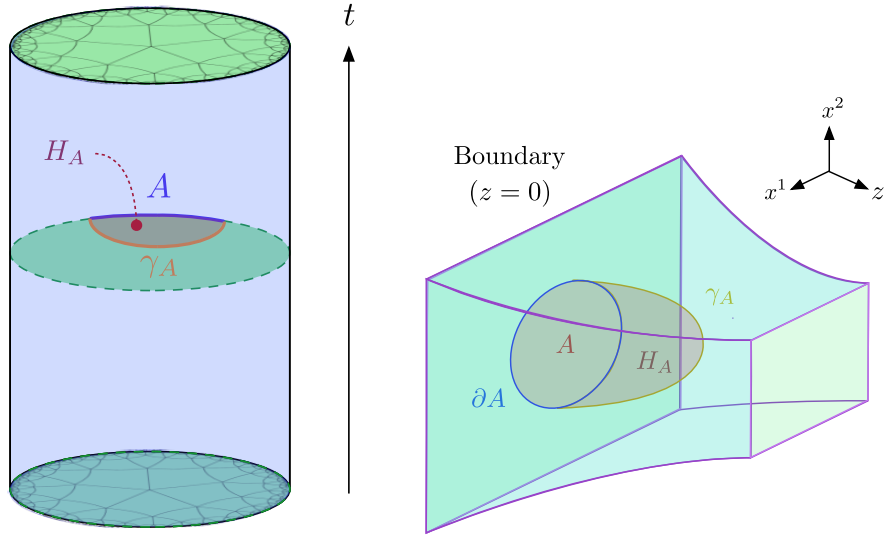 t
H_A
A
γ_A
Boundary
(z = 0)
x^2
x^1
z
γ_A
A
H_A
∂A